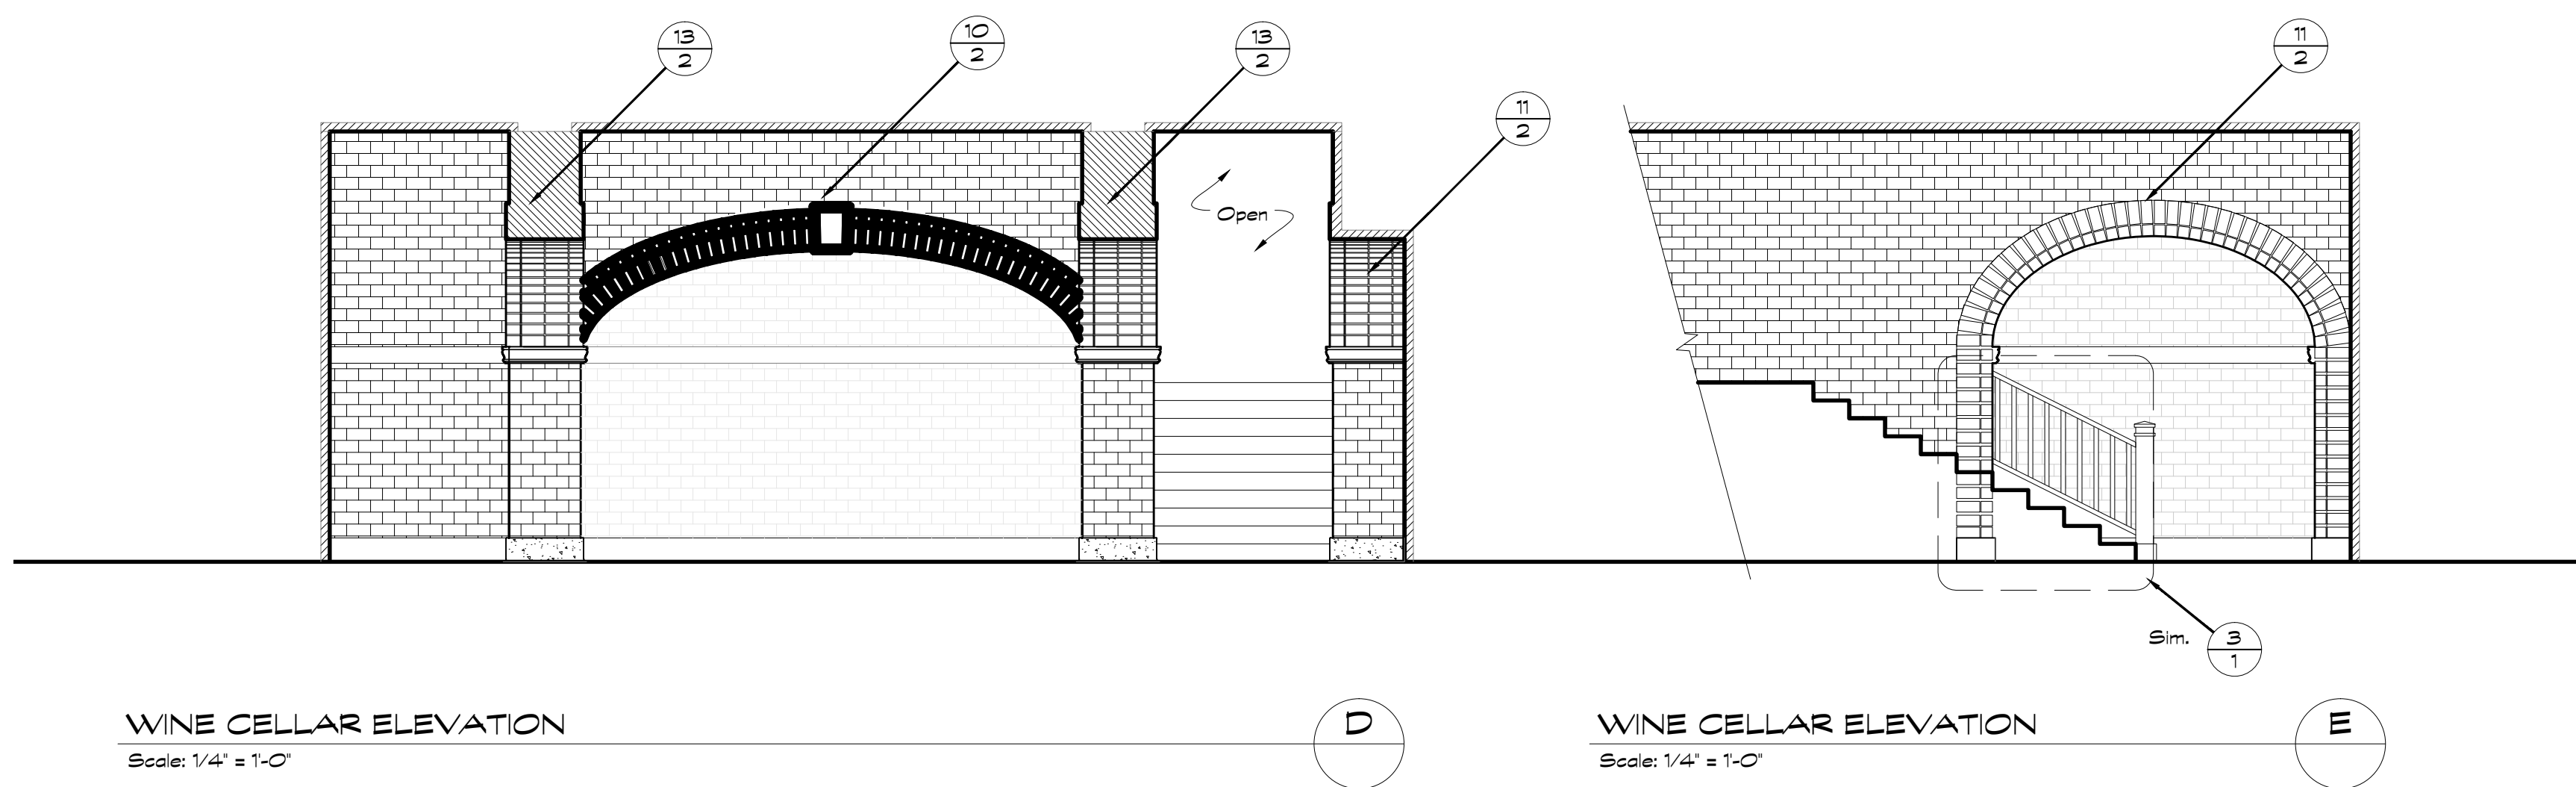 13
2
10
2
13
2
11
2
Open
WINE CELLAR ELEVATION
Scale: 1/4" = 1'-0"
D
11
2
Sim.
3
1
WINE CELLAR ELEVATION
Scale: 1/4" = 1'-0"
E